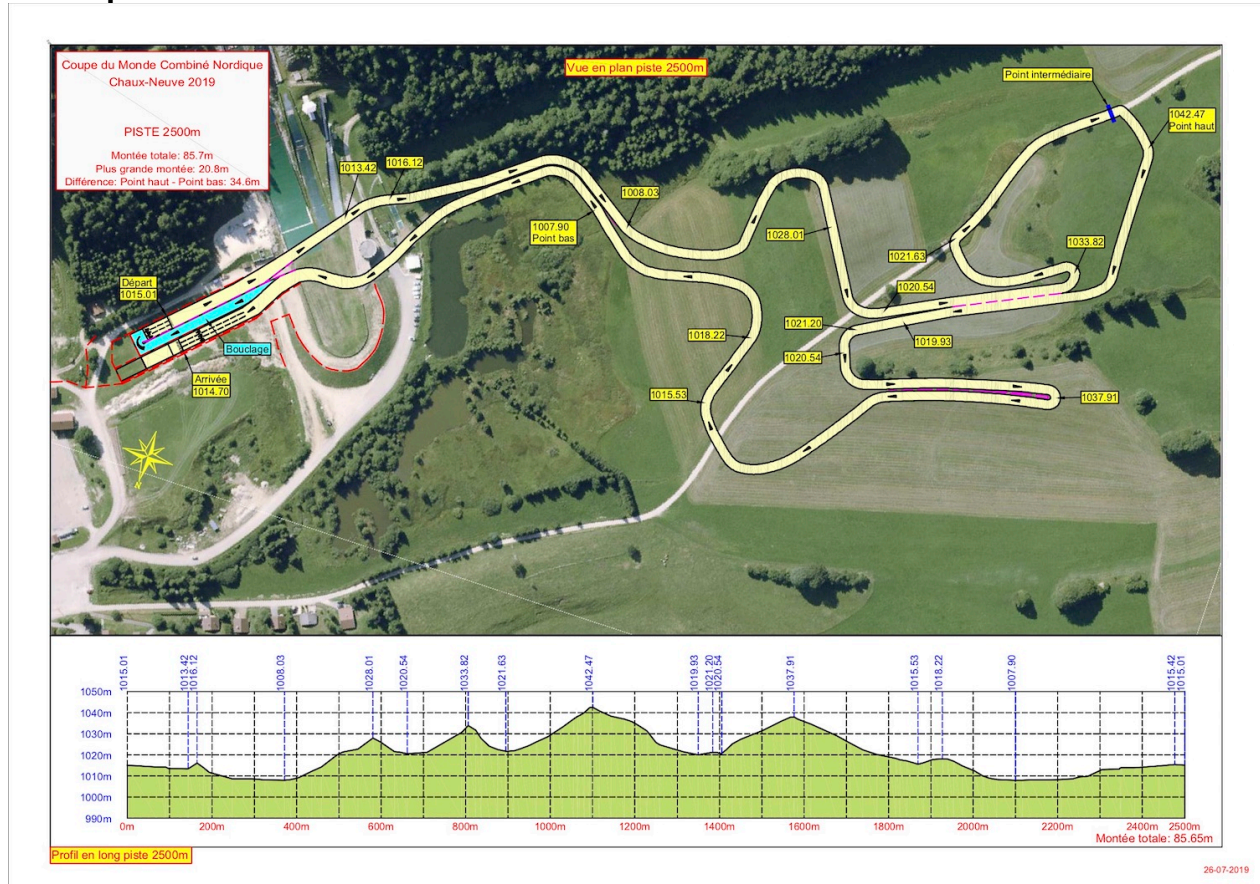 Coupe du Monde Combiné Nordique
Chaux-Neuve 2019
PISTE 2500m
Montée totale: 85.7m
Plus grande montée: 20.8m
Différence: Point haut - Point bas: 34.6m
Vue en plan piste 2500m
Point intermédiaire
1042.47
Point haut
1013.42
1016.12
1008.03
1007.90
Point bas
1028.01
1021.63
1033.82
Départ
1015.01
1020.54
1021.20
1018.22
1019.93
Bouclage
1020.54
Arrivée
1014.70
1015.53
1037.91
N
1015.01
1013.42
1016.12
1008.03
1028.01
1020.54
1033.82
1021.63
1042.47
1019.93
1021.20
1020.54
1037.91
1015.53
1018.22
1007.90
1015.42
1015.01
1050m
1040m
1030m
1020m
1010m
1000m
990m
0m 200m 400m 600m 800m 1000m 1200m 1400m 1600m 1800m 2000m 2200m 2400m 2500m
Montée totale: 85.65m
Profil en long piste 2500m
26-07-2019